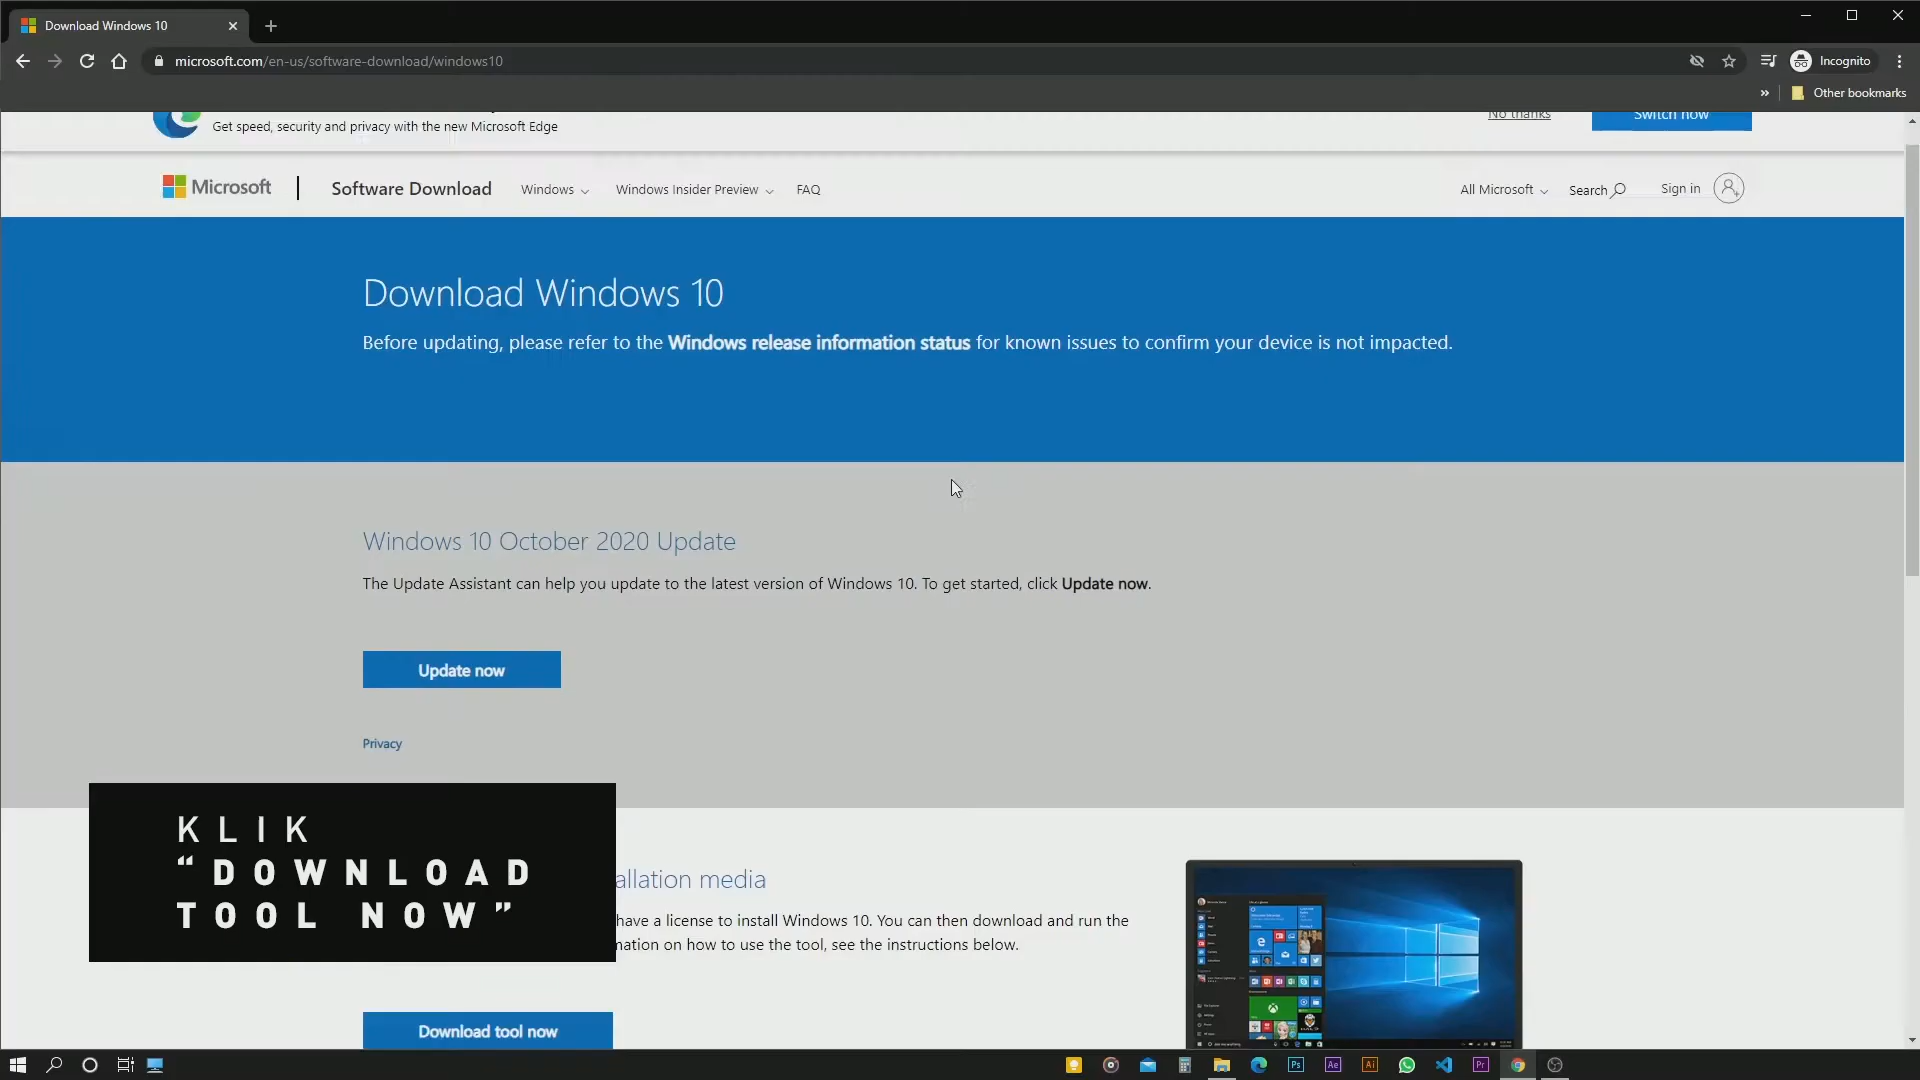 Download Windows 10
microsoft.com/en-us/software-download/windows10
Incognito
Other bookmarks
Get speed, security and privacy with the new Microsoft Edge
No thanks
Switch now
Microsoft
Software Download
Windows
Windows Insider Preview
FAQ
All Microsoft
Search
Sign in
Download Windows 10
Before updating, please refer to the Windows release information status for known issues to confirm your device is not impacted.
Windows 10 October 2020 Update
The Update Assistant can help you update to the latest version of Windows 10. To get started, click Update now.
Update now
Privacy
KLIK
“DOWNLOAD
TOOL NOW”
allation media
have a license to install Windows 10. You can then download and run the
mation on how to use the tool, see the instructions below.
Download tool now
Ps
Ae
Ai
Pr